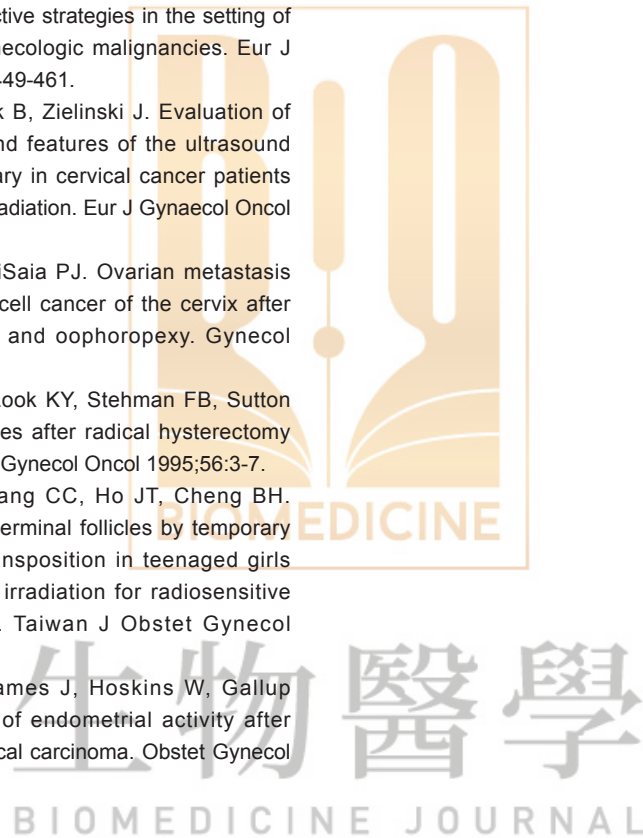 ctive strategies in the setting of
necologic malignancies. Eur J
49-461.
k B, Zielinski J. Evaluation of
nd features of the ultrasound
ary in cervical cancer patients
adiation. Eur J Gynaecol Oncol
iSaia PJ. Ovarian metastasis
cell cancer of the cervix after
and oophoropexy. Gynecol
ook KY, Stehman FB, Sutton
es after radical hysterectomy
Gynecol Oncol 1995;56:3-7.
ang CC, Ho JT, Cheng BH.
erminal follicles by temporary
nsposition in teenaged girls
irradiation for radiosensitive
. Taiwan J Obstet Gynecol
ames J, Hoskins W, Gallup
of endometrial activity after
cal carcinoma. Obstet Gynecol
BIO
BIOMEDICINE
生物醫學
BIOMEDICINE JOURNAL